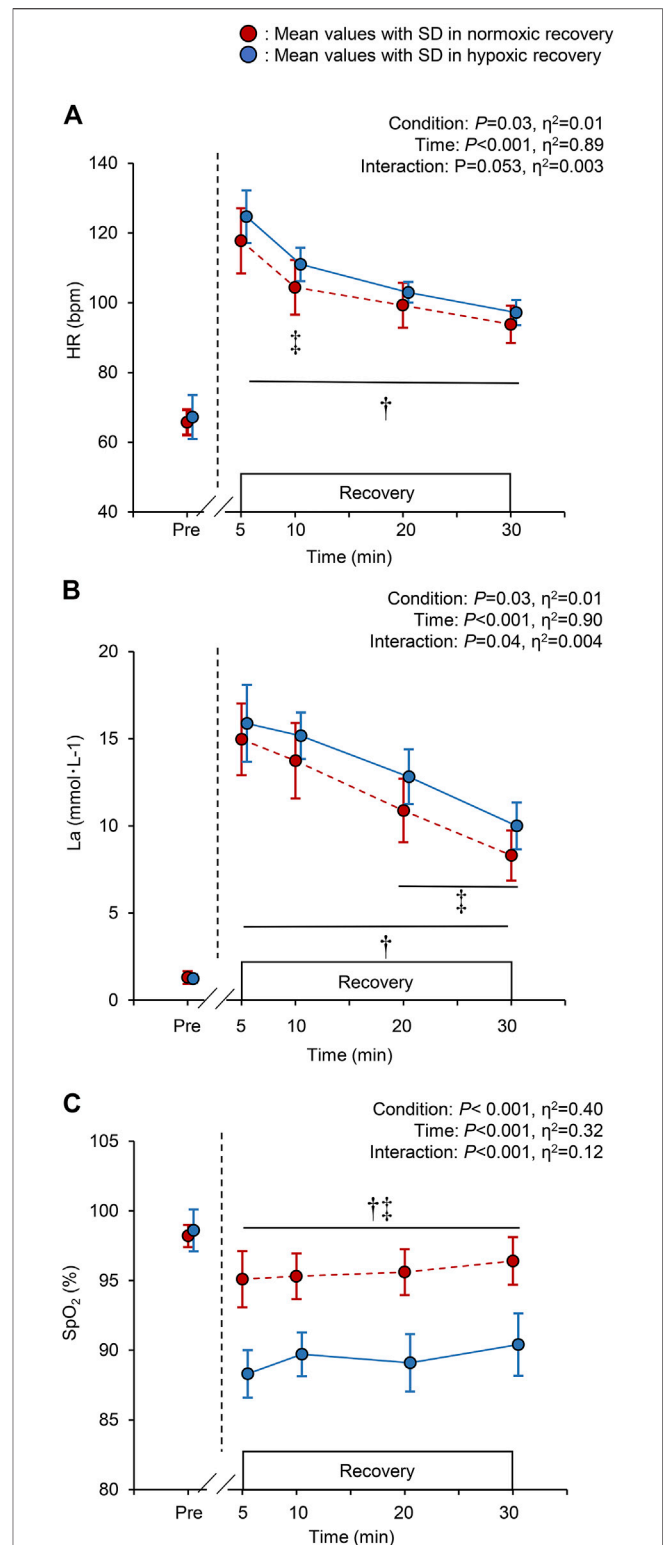 : Mean values with SD in normoxic recovery
: Mean values with SD in hypoxic recovery
A
Condition: P=0.03, η²=0.01
Time: P<0.001, η²=0.89
Interaction: P=0.053, η²=0.003
HR (bpm)
140
120
100
80
60
40
‡
†
Recovery
Pre
5
10
20
30
Time (min)
B
Condition: P=0.03, η²=0.01
Time: P<0.001, η²=0.90
Interaction: P=0.04, η²=0.004
La (mmol·L-1)
20
15
10
5
0
‡
†
Recovery
Pre
5
10
20
30
Time (min)
C
Condition: P< 0.001, η²=0.40
Time: P<0.001, η²=0.32
Interaction: P<0.001, η²=0.12
SpO₂ (%)
105
100
95
90
85
80
†‡
Recovery
Pre
5
10
20
30
Time (min)